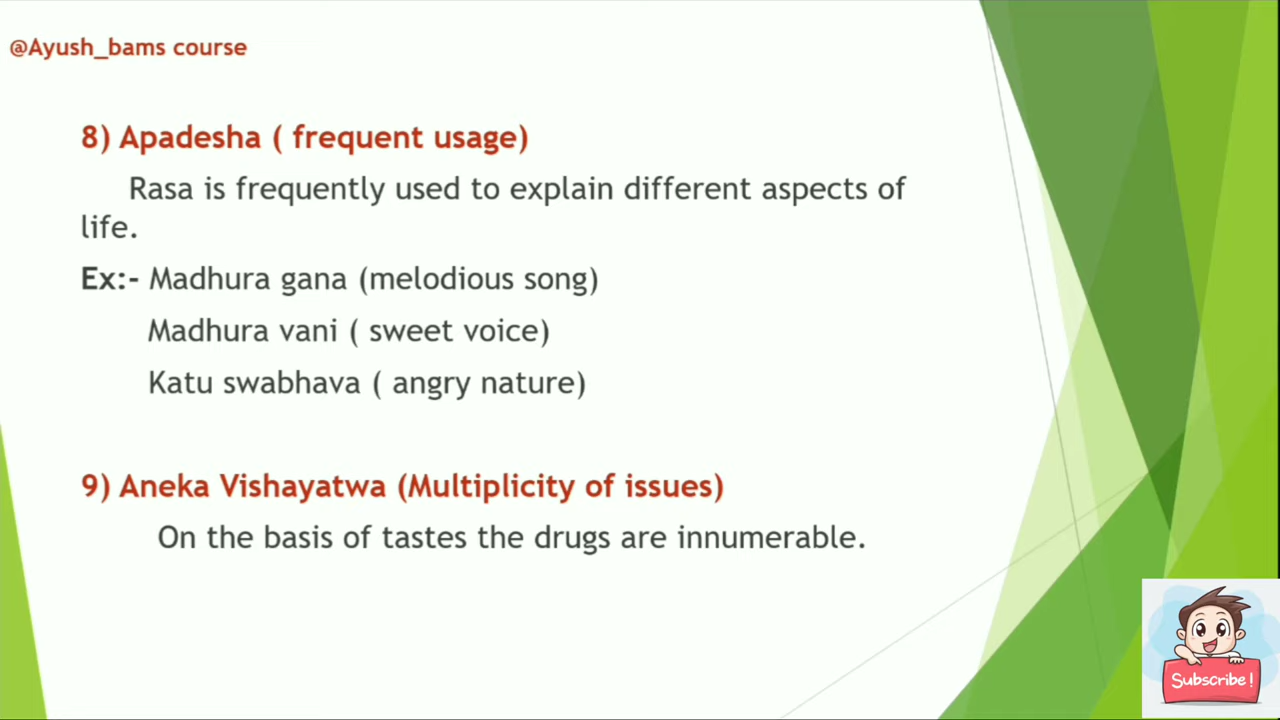 @Ayush_bams course
8) Apadesha ( frequent usage)
Rasa is frequently used to explain different aspects of
life.
Ex:- Madhura gana (melodious song)
Madhura vani ( sweet voice)
Katu swabhava ( angry nature)
9) Aneka Vishayatwa (Multiplicity of issues)
On the basis of tastes the drugs are innumerable.
Subscribe!